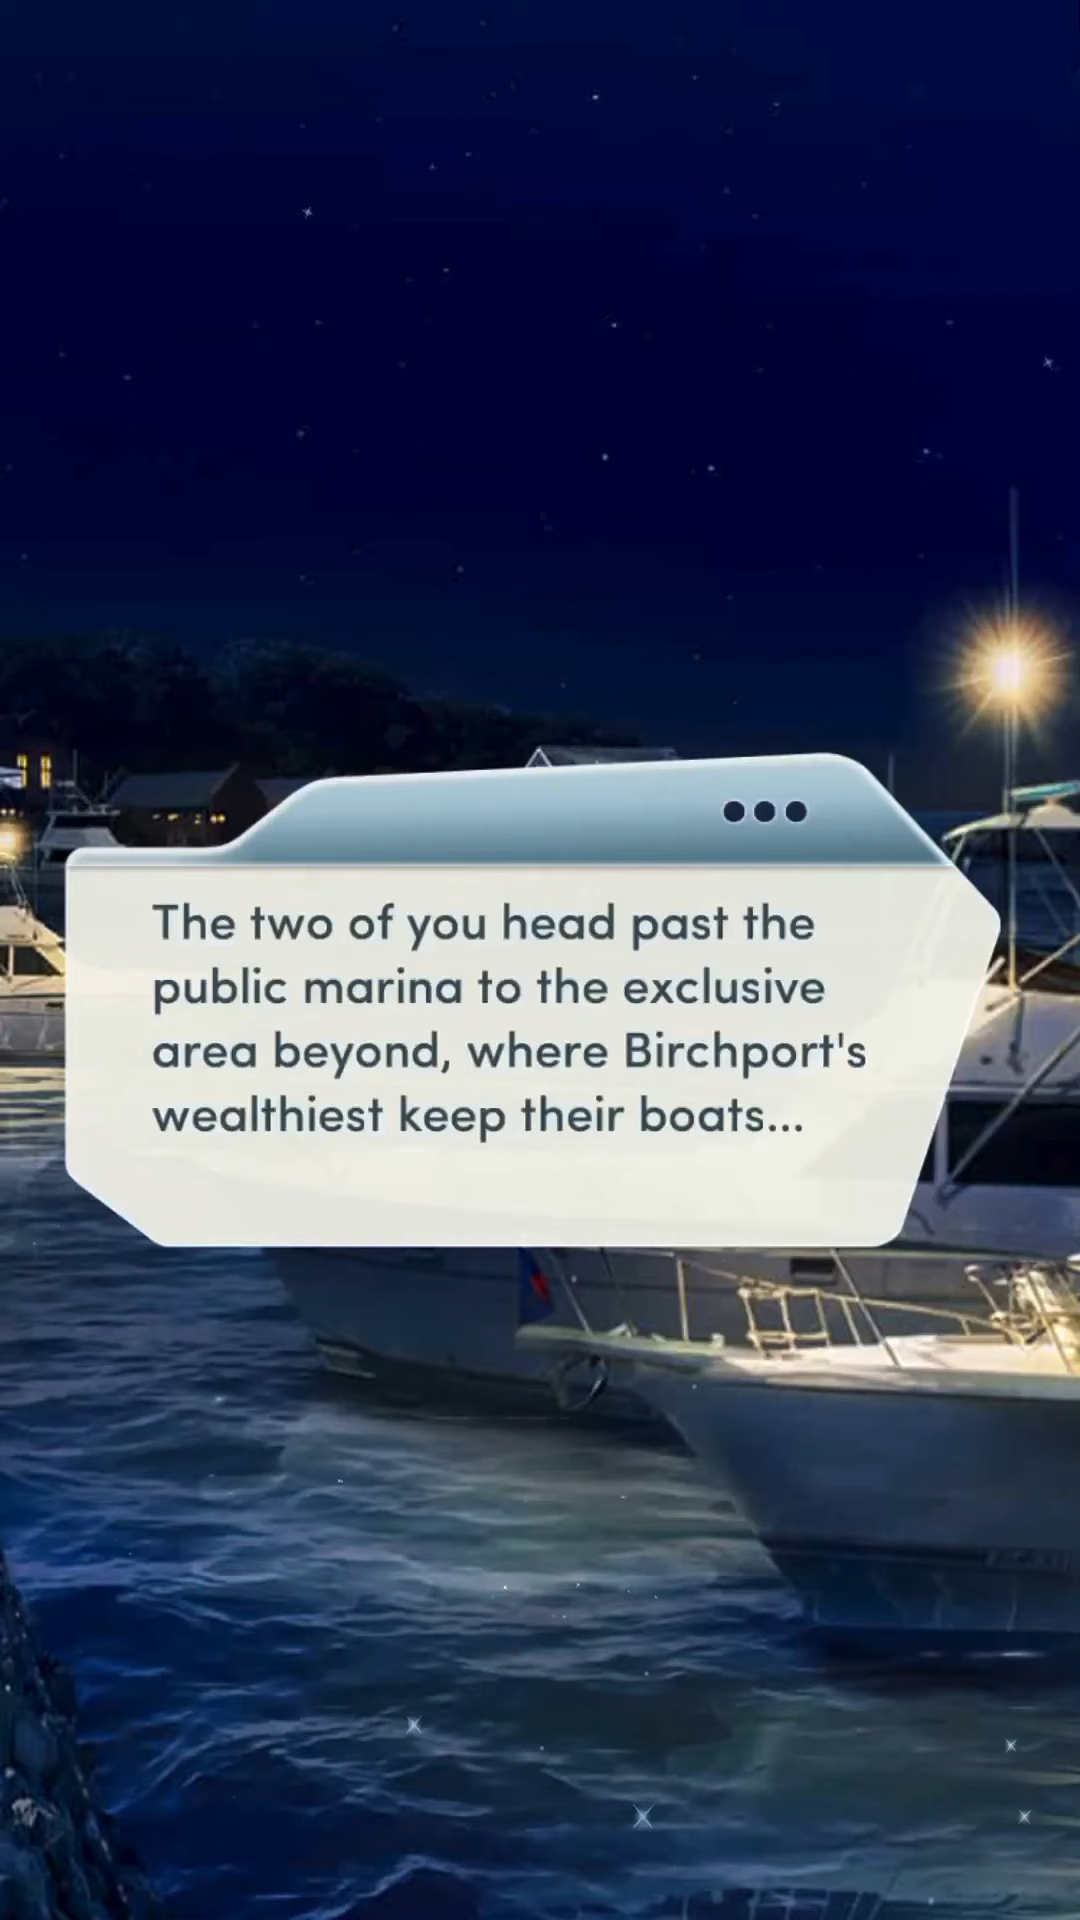 The two of you head past the
public marina to the exclusive
area beyond, where Birchport's
wealthiest keep their boats...